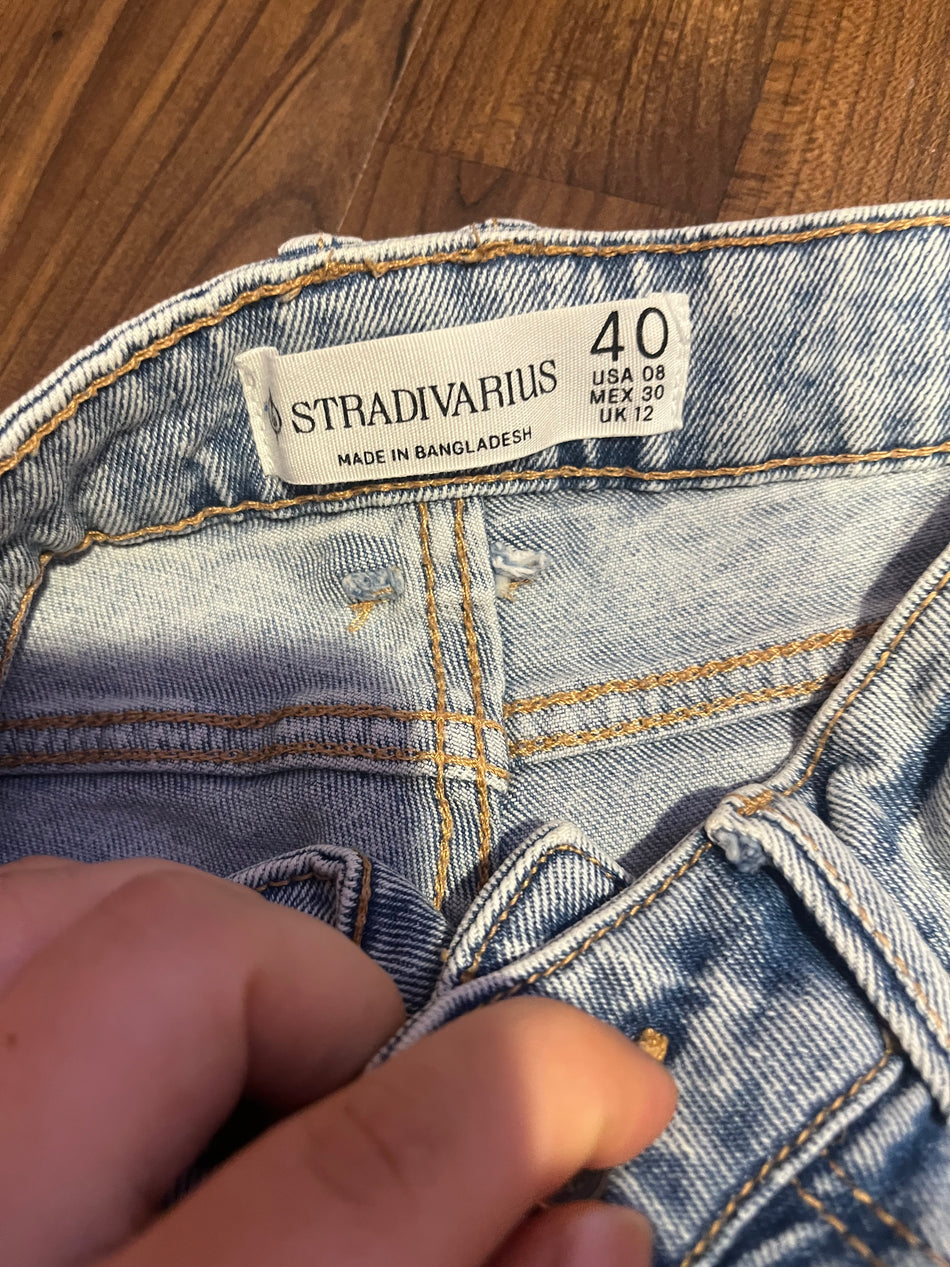 STRADIVARIUS
MADE IN BANGLADESH
40
USA 08
MEX 30
UK 12